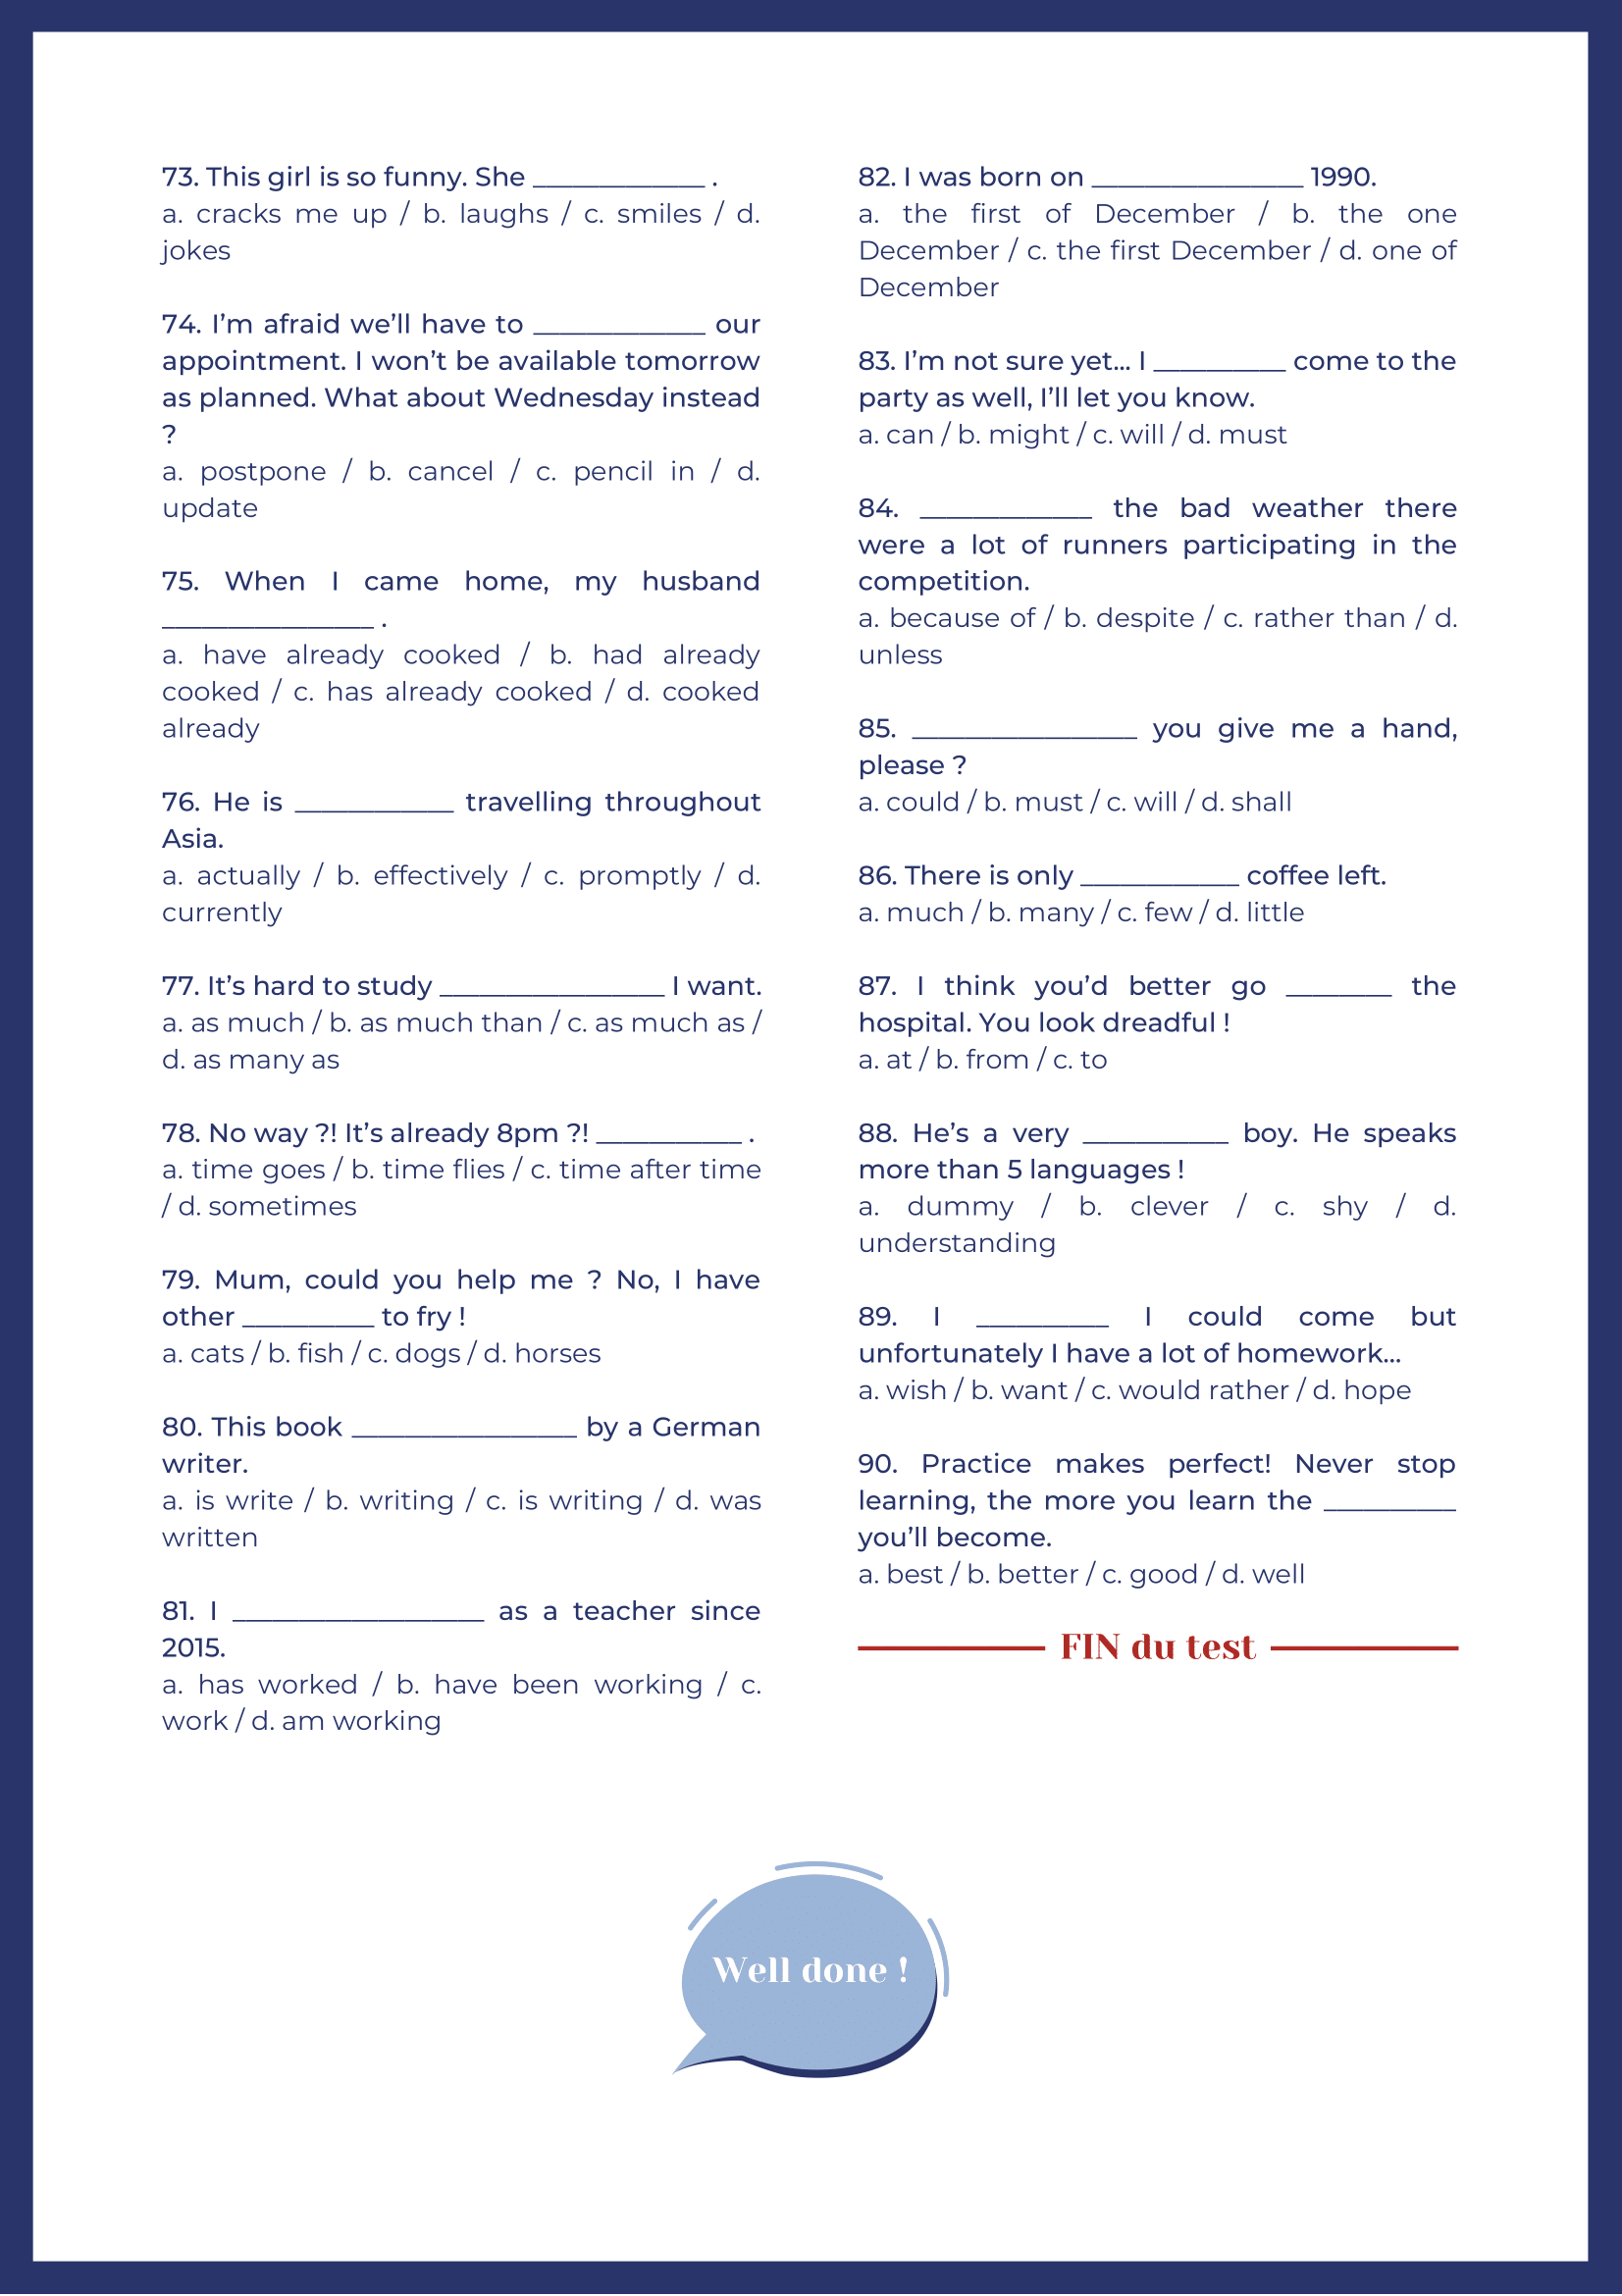 73. This girl is so funny. She _____________ .
a. cracks me up / b. laughs / c. smiles / d.
jokes
74. I’m afraid we’ll have to _____________ our
appointment. I won’t be available tomorrow
as planned. What about Wednesday instead
?
a. postpone / b. cancel / c. pencil in / d.
update
75. When I came home, my husband
________________ .
a. have already cooked / b. had already
cooked / c. has already cooked / d. cooked
already
76. He is ____________ travelling throughout
Asia.
a. actually / b. effectively / c. promptly / d.
currently
77. It’s hard to study _________________ I want.
a. as much / b. as much than / c. as much as /
d. as many as
78. No way ?! It’s already 8pm ?! ___________ .
a. time goes / b. time flies / c. time after time
/ d. sometimes
79. Mum, could you help me ? No, I have
other __________ to fry !
a. cats / b. fish / c. dogs / d. horses
80. This book _________________ by a German
writer.
a. is write / b. writing / c. is writing / d. was
written
81. I ___________________ as a teacher since
2015.
a. has worked / b. have been working / c.
work / d. am working
82. I was born on ________________ 1990.
a. the first of December / b. the one
December / c. the first December / d. one of
December
83. I’m not sure yet... I __________ come to the
party as well, I’ll let you know.
a. can / b. might / c. will / d. must
84. _____________ the bad weather there
were a lot of runners participating in the
competition.
a. because of / b. despite / c. rather than / d.
unless
85. _________________ you give me a hand,
please ?
a. could / b. must / c. will / d. shall
86. There is only ____________ coffee left.
a. much / b. many / c. few / d. little
87. I think you’d better go ________ the
hospital. You look dreadful !
a. at / b. from / c. to
88. He’s a very ___________ boy. He speaks
more than 5 languages !
a. dummy / b. clever / c. shy / d.
understanding
89. I __________ I could come but
unfortunately I have a lot of homework...
a. wish / b. want / c. would rather / d. hope
90. Practice makes perfect! Never stop
learning, the more you learn the __________
you’ll become.
a. best / b. better / c. good / d. well
FIN du test
Well done !